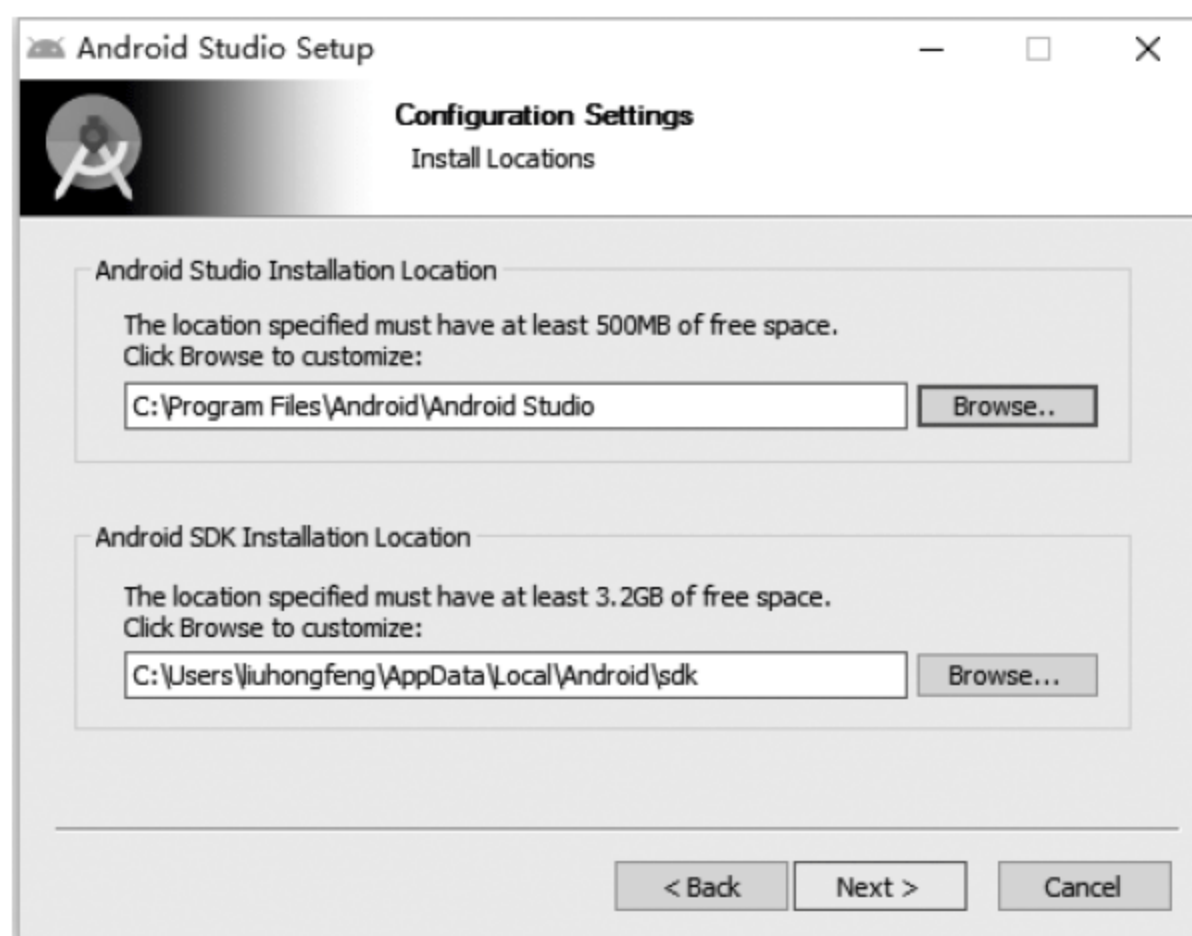 Android Studio Setup
Configuration Settings
Install Locations
Android Studio Installation Location
The location specified must have at least 500MB of free space.
Click Browse to customize:
C:\Program Files\Android\Android Studio
Browse..
Android SDK Installation Location
The location specified must have at least 3.2GB of free space.
Click Browse to customize:
C:\Users\liuhongfeng\AppData\Local\Android\sdk
Browse...
< Back Next > Cancel